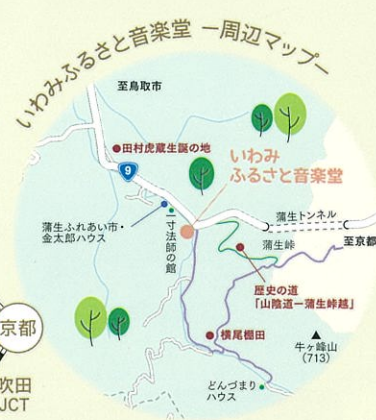 いわみふるさと音楽堂 ー周辺マップー
至鳥取市
田村虎蔵生誕の地
9
いわみ
ふるさと音楽堂
蒲生ふれあい市・
金太郎ハウス
一寸法師の館
蒲生トンネル
蒲生峠
至京都
歴史の道
「山陰道ー蒲生峠越」
横尾棚田
牛ヶ峰山
(713)
どんづまり
ハウス
京都
吹田
JCT